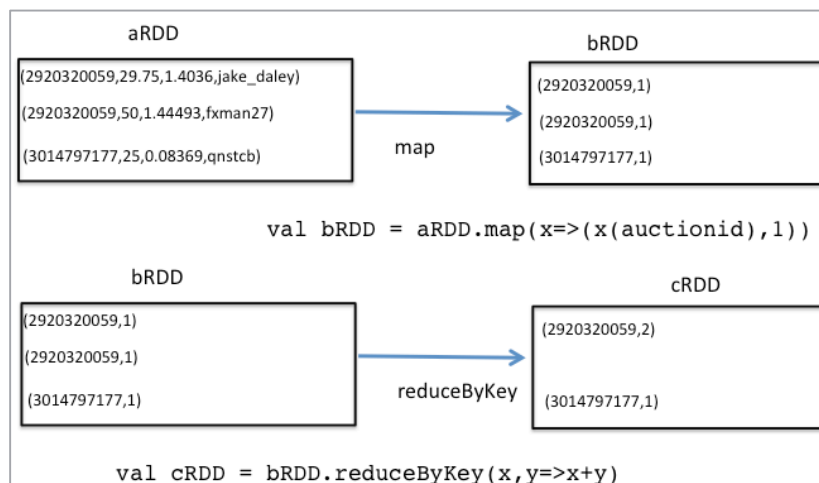 aRDD
bRDD
(2920320059,29.75,1.4036,jake_daley)
(2920320059,50,1.44493,fxman27)
(3014797177,25,0.08369,qnstcb)
map
(2920320059,1)
(2920320059,1)
(3014797177,1)
val bRDD = aRDD.map(x=>(x(auctionid),1))
bRDD
cRDD
(2920320059,1)
(2920320059,1)
(3014797177,1)
reduceByKey
(2920320059,2)
(3014797177,1)
val cRDD = bRDD.reduceByKey(x,y=>x+y)